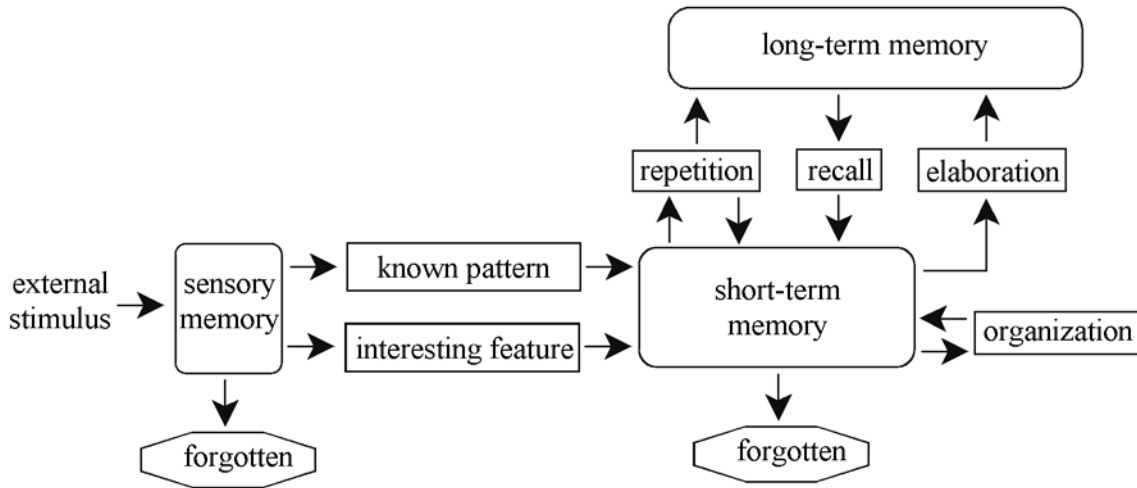 long-term memory
repetition
recall
elaboration
external
stimulus
sensory
memory
known pattern
interesting feature
short-term
memory
organization
forgotten
forgotten